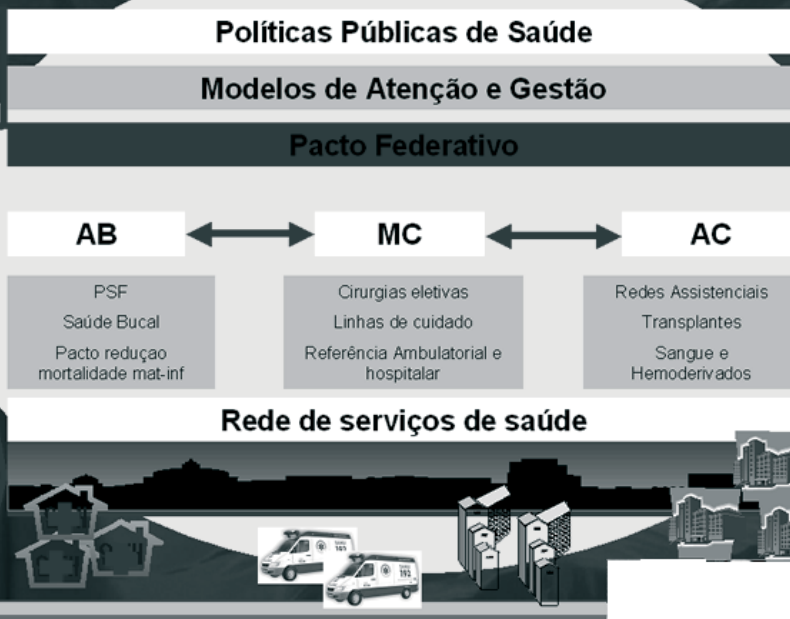 Políticas Públicas de Saúde
Modelos de Atenção e Gestão
Pacto Federativo
AB
MC
AC
PSF
Saúde Bucal
Pacto reduçao
mortalidade mat-inf
Cirurgias eletivas
Linhas de cuidado
Referência Ambulatorial e
hospitalar
Redes Assistenciais
Transplantes
Sangue e
Hemoderivados
Rede de serviços de saúde
192